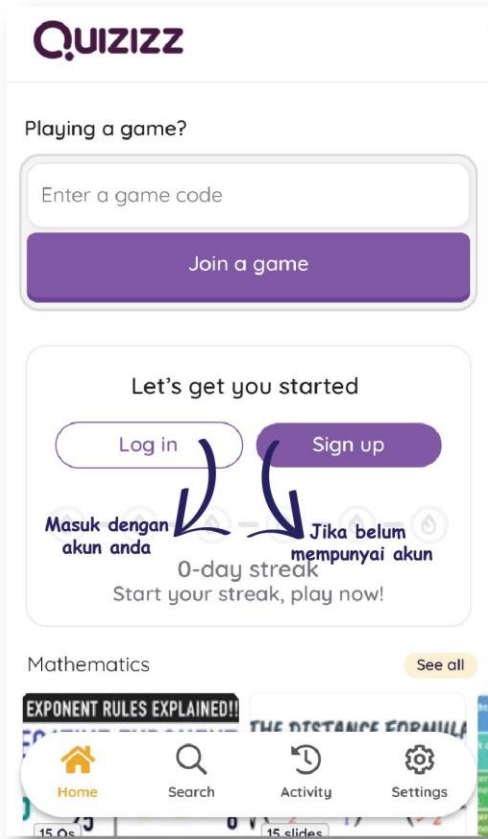 Quizizz
Playing a game?
Enter a game code
Join a game
Let's get you started
Log in
Sign up
Masuk dengan
akun anda
Jika belum
mempunyai akun
0-day streak
Start your streak, play now!
Mathematics
See all
EXPONENT RULES EXPLAINED!!
THE DISTANCE FORMULA
Home
Search
Activity
Settings
15 Qs
15 slides